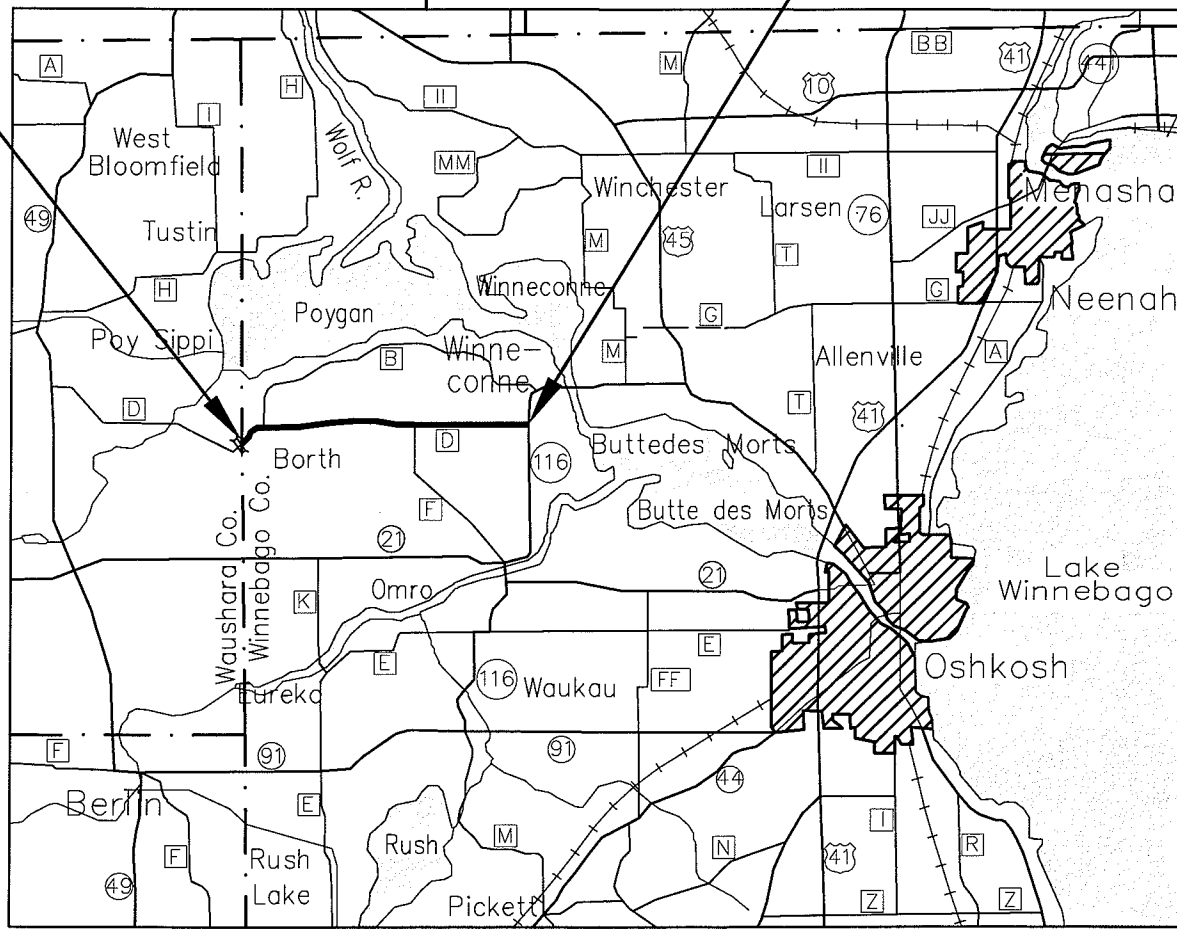 A
I
H
II
M
BB
41
441
10
West
Bloomfield
Wolf R.
MM
Winchester
Larsen
76
II
JJ
Menasha
49
Tustin
M
45
T
H
Winneconne
G
G
Neenah
Poygan
Poy Sippi
B
Winne-
conne
M
Allenville
A
D
T
41
Borth
D
116
Buttedes Morts
Waushara Co.
Winnebago Co.
F
Butte des Morts
21
Omro
21
Lake
Winnebago
K
E
E
Eureka
116
Waukau
FF
Oshkosh
F
91
91
44
Berlin
E
Rush
M
N
I
41
R
F
Rush
Lake
49
Pickett
Z
Z